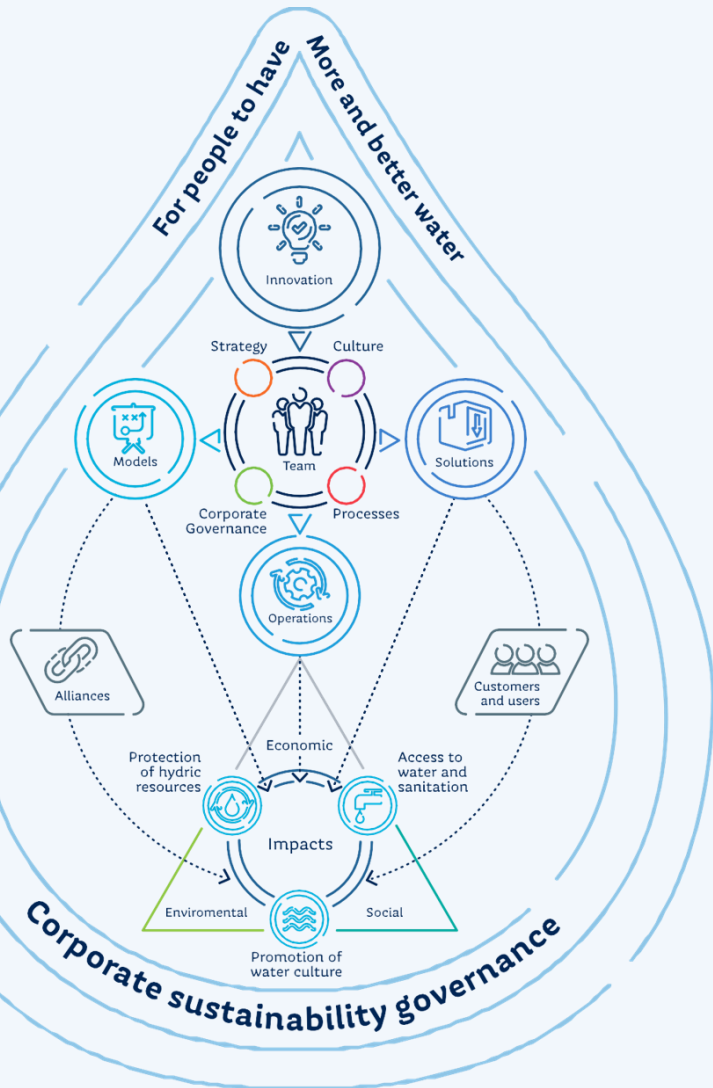 For people to have
More and better water
Innovation
Strategy
Culture
Models
Team
Solutions
Corporate
Governance
Processes
Operations
Alliances
Customers
and users
Economic
Protection
of hydric
resources
Access to
water and
sanitation
Impacts
Enviromental
Social
Promotion of
water culture
Corporate sustainability governance